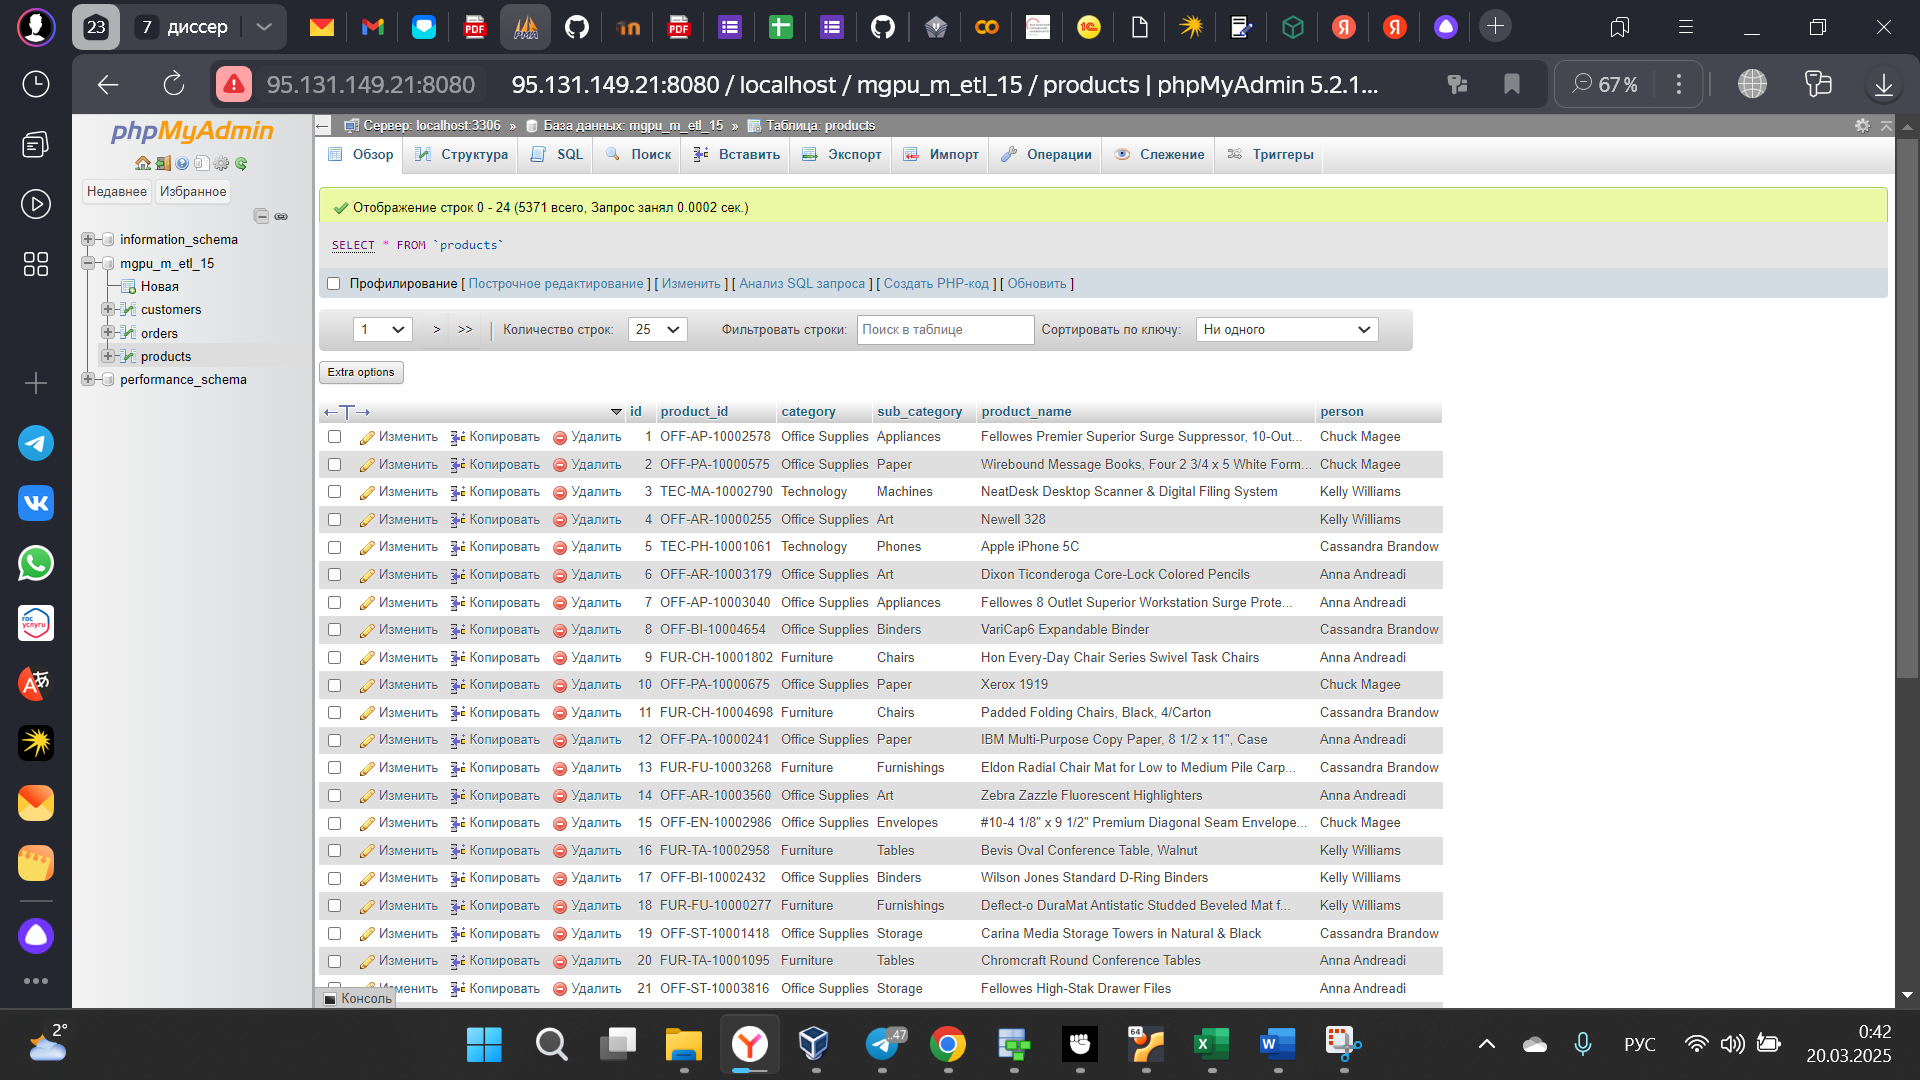 23
7 диссер
95.131.149.21:8080
95.131.149.21:8080 / localhost / mgpu_m_etl_15 / products | phpMyAdmin 5.2.1...
67 %
phpMyAdmin
Недавнее Избранное
information_schema
mgpu_m_etl_15
Новая
customers
orders
products
performance_schema
Сервер: localhost:3306 » База данных: mgpu_m_etl_15 » Таблица: products
Обзор Структура SQL Поиск Вставить Экспорт Импорт Операции Слежение Триггеры
Отображение строк 0 - 24 (5371 всего, Запрос занял 0.0002 сек.)
SELECT * FROM `products`
Профилирование [ Построчное редактирование ] [ Изменить ] [ Анализ SQL запроса ] [ Создать PHP-код ] [ Обновить ]
1 > >> Количество строк: 25 Фильтровать строки: Поиск в таблице Сортировать по ключу: Ни одного
Extra options
id product_id category sub_category product_name person
Изменить Копировать Удалить 1 OFF-AP-10002578 Office Supplies Appliances Fellowes Premier Superior Surge Suppressor, 10-Out... Chuck Magee
Изменить Копировать Удалить 2 OFF-PA-10000575 Office Supplies Paper Wirebound Message Books, Four 2 3/4 x 5 White Form... Chuck Magee
Изменить Копировать Удалить 3 TEC-MA-10002790 Technology Machines NeatDesk Desktop Scanner & Digital Filing System Kelly Williams
Изменить Копировать Удалить 4 OFF-AR-10000255 Office Supplies Art Newell 328 Kelly Williams
Изменить Копировать Удалить 5 TEC-PH-10001061 Technology Phones Apple iPhone 5C Cassandra Brandow
Изменить Копировать Удалить 6 OFF-AR-10003179 Office Supplies Art Dixon Ticonderoga Core-Lock Colored Pencils Anna Andreadi
Изменить Копировать Удалить 7 OFF-AP-10003040 Office Supplies Appliances Fellowes 8 Outlet Superior Workstation Surge Prote... Anna Andreadi
Изменить Копировать Удалить 8 OFF-BI-10004654 Office Supplies Binders VariCap6 Expandable Binder Cassandra Brandow
Изменить Копировать Удалить 9 FUR-CH-10001802 Furniture Chairs Hon Every-Day Chair Series Swivel Task Chairs Anna Andreadi
Изменить Копировать Удалить 10 OFF-PA-10000675 Office Supplies Paper Xerox 1919 Chuck Magee
Изменить Копировать Удалить 11 FUR-CH-10004698 Furniture Chairs Padded Folding Chairs, Black, 4/Carton Cassandra Brandow
Изменить Копировать Удалить 12 OFF-PA-10000241 Office Supplies Paper IBM Multi-Purpose Copy Paper, 8 1/2 x 11", Case Anna Andreadi
Изменить Копировать Удалить 13 FUR-FU-10003268 Furniture Furnishings Eldon Radial Chair Mat for Low to Medium Pile Carp... Cassandra Brandow
Изменить Копировать Удалить 14 OFF-AR-10003560 Office Supplies Art Zebra Zazzle Fluorescent Highlighters Anna Andreadi
Изменить Копировать Удалить 15 OFF-EN-10002986 Office Supplies Envelopes #10-4 1/8" x 9 1/2" Premium Diagonal Seam Envelope... Chuck Magee
Изменить Копировать Удалить 16 FUR-TA-10002958 Furniture Tables Bevis Oval Conference Table, Walnut Kelly Williams
Изменить Копировать Удалить 17 OFF-BI-10002432 Office Supplies Binders Wilson Jones Standard D-Ring Binders Kelly Williams
Изменить Копировать Удалить 18 FUR-FU-10000277 Furniture Furnishings Deflect-o DuraMat Antistatic Studded Beveled Mat f... Kelly Williams
Изменить Копировать Удалить 19 OFF-ST-10001418 Office Supplies Storage Carina Media Storage Towers in Natural & Black Cassandra Brandow
Изменить Копировать Удалить 20 FUR-TA-10001095 Furniture Tables Chromcraft Round Conference Tables Anna Andreadi
Изменить Копировать Удалить 21 OFF-ST-10003816 Office Supplies Storage Fellowes High-Stak Drawer Files Anna Andreadi
Консоль
2°
47
64
РУС
0:42
20.03.2025